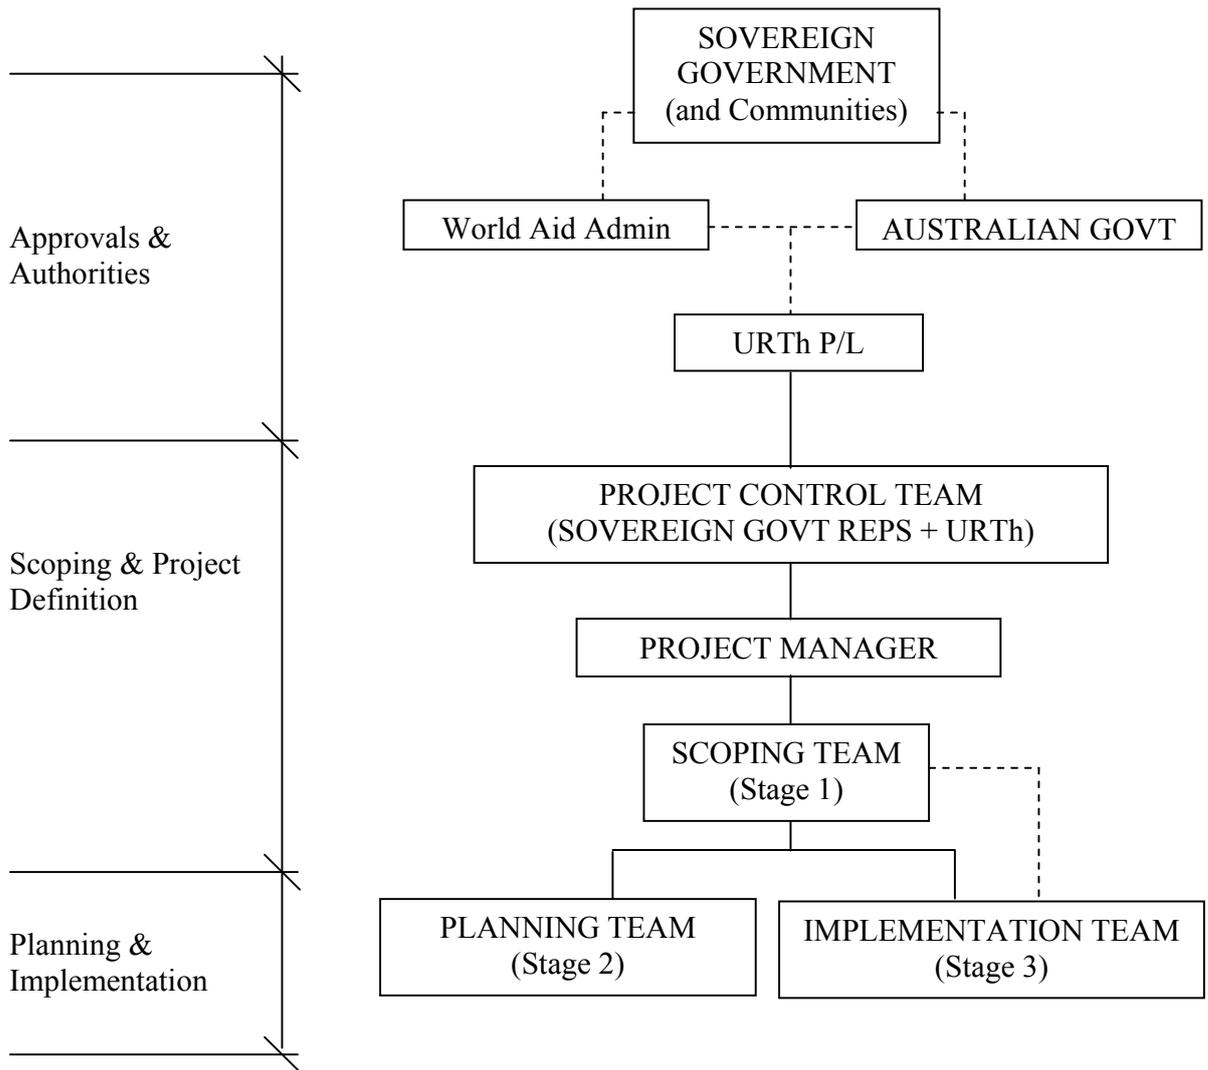 SOVEREIGN
GOVERNMENT
(and Communities)
World Aid Admin
AUSTRALIAN GOVT
Approvals &
Authorities
URTh P/L
PROJECT CONTROL TEAM
(SOVEREIGN GOVT REPS + URTh)
Scoping & Project
Definition
PROJECT MANAGER
SCOPING TEAM
(Stage 1)
Planning &
Implementation
PLANNING TEAM
(Stage 2)
IMPLEMENTATION TEAM
(Stage 3)